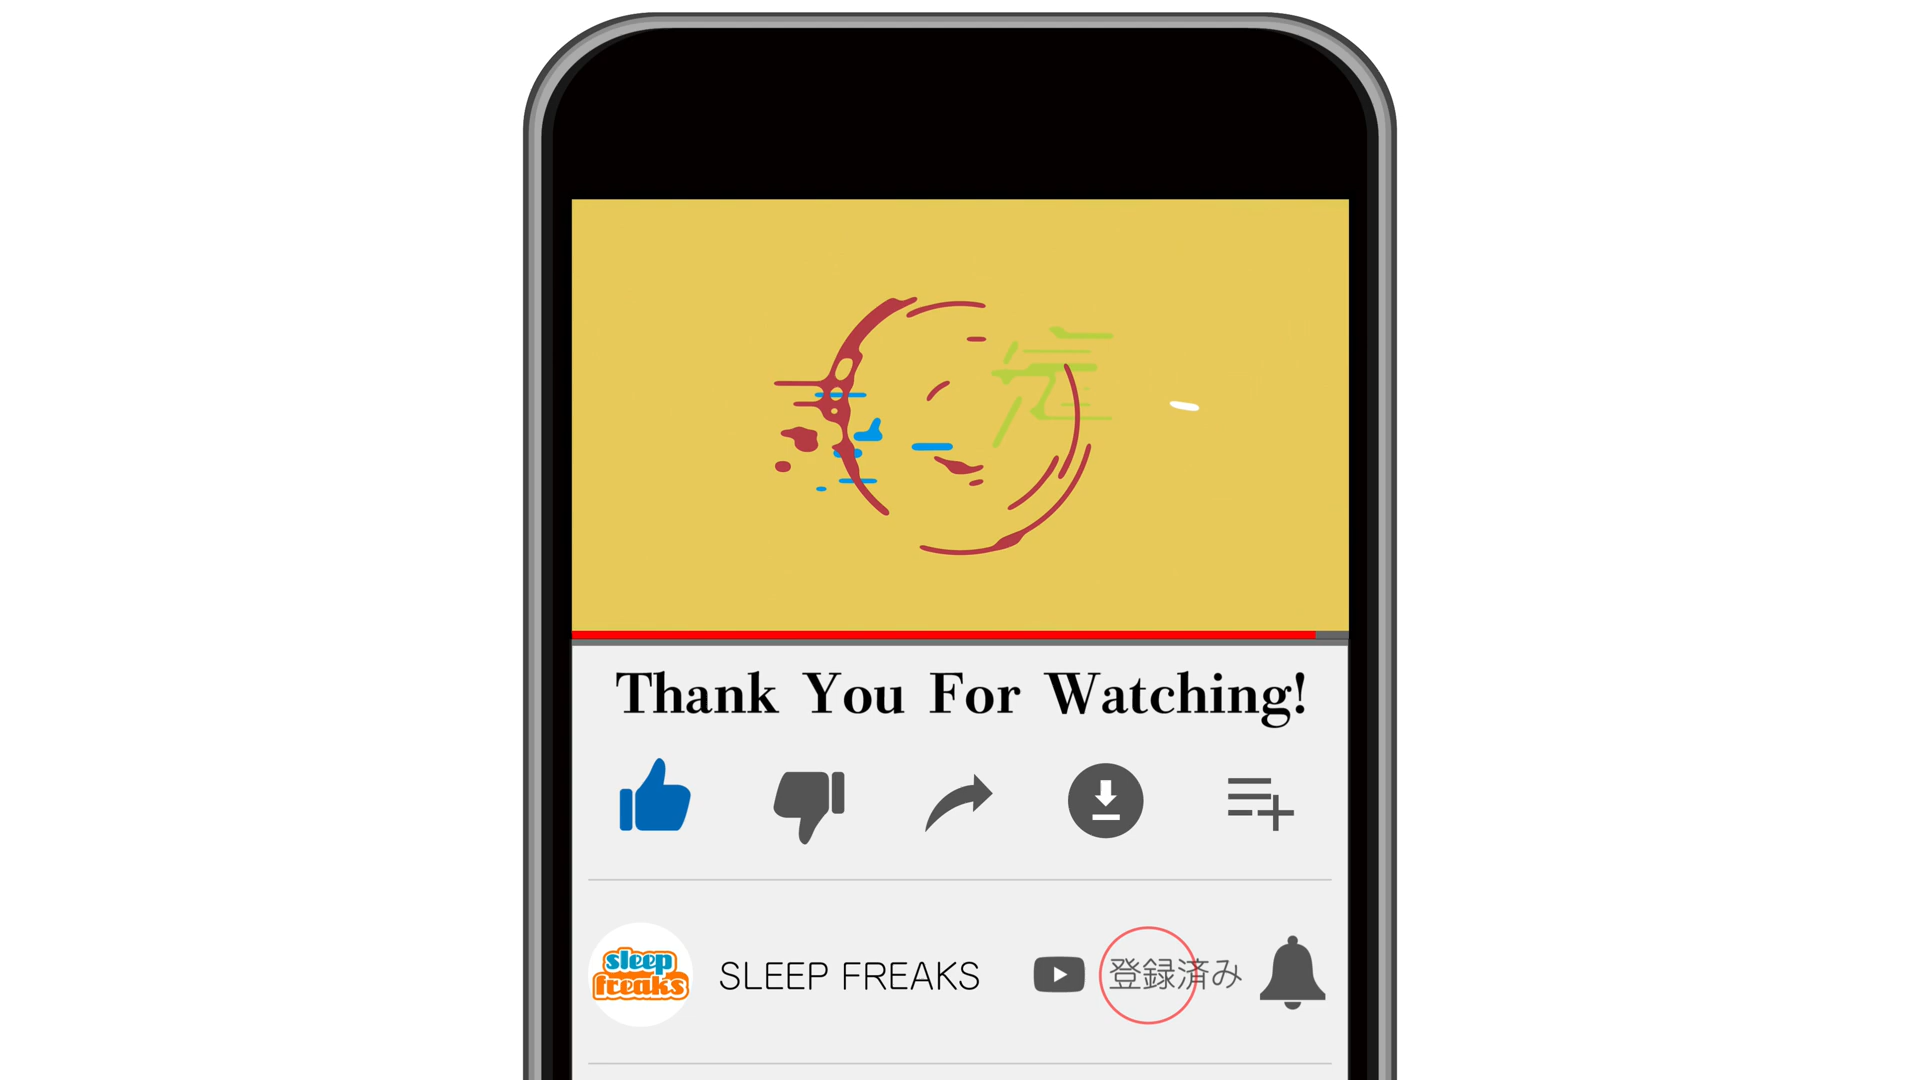 Thank You For Watching!
sleep
freaks
SLEEP FREAKS
登録済み